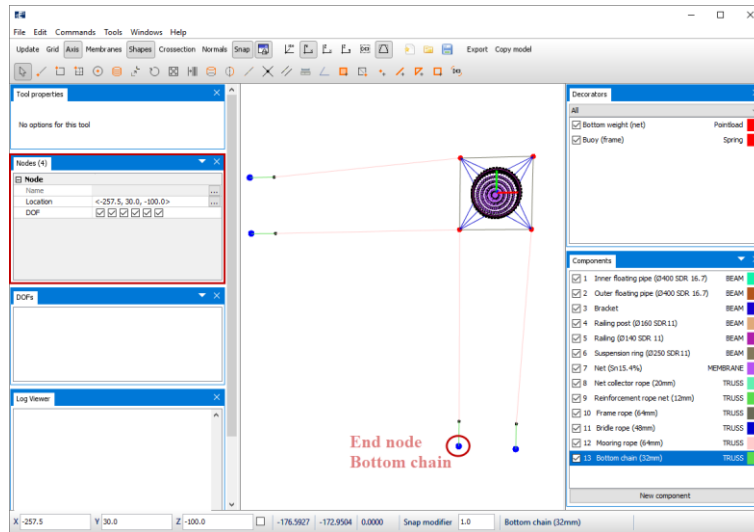 File Edit Commands Tools Windows Help
Update Grid Axis Membranes Shapes Crossection Normals Snap Export Copy model
Tool properties
No options for this tool
Nodes (4)
Node
Name
Location <-257.5, 30.0, -100.0>
DOF
DOFs
Log Viewer
End node
Bottom chain
Decorators
All
Bottom weight (net) Pointload
Buoy (frame) Spring
Components
1 Inner floating pipe (Ø400 SDR 16.7) BEAM
2 Outer floating pipe (Ø400 SDR 16.7) BEAM
3 Bracket BEAM
4 Railing post (Ø160 SDR11) BEAM
5 Railing (Ø140 SDR 11) BEAM
6 Suspension ring (Ø250 SDR11) BEAM
7 Net (Sn15.4%) MEMBRANE
8 Net collector rope (20mm) TRUSS
9 Reinforcement rope net (12mm) TRUSS
10 Frame rope (64mm) TRUSS
11 Bridle rope (48mm) TRUSS
12 Mooring rope (64mm) TRUSS
13 Bottom chain (32mm) TRUSS
New component
X -257.5 Y 30.0 Z -100.0 -176.5927 -172.9504 0.0000 Snap modifier 1.0 Bottom chain (32mm)